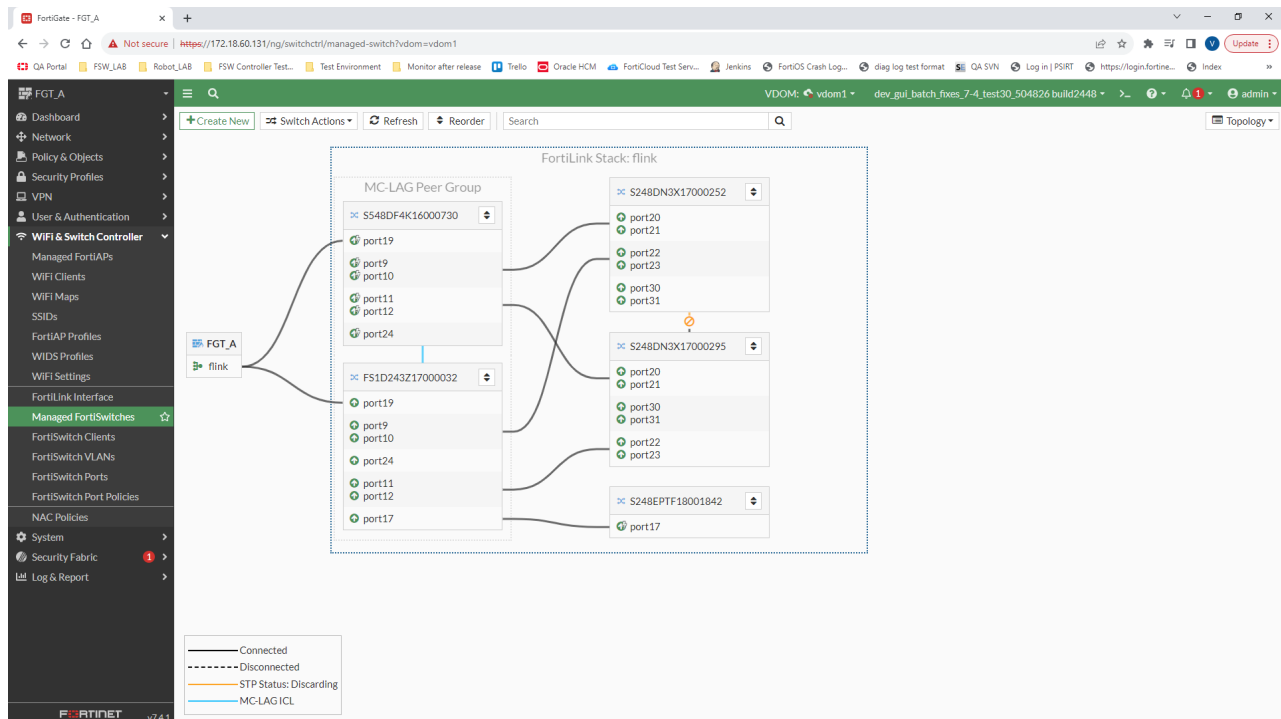 FortiGate - FGT_A
Not secure | https://172.18.60.131/ng/switchctrl/managed-switch?vdom=vdom1
Update
QA Portal
FSW_LAB
Robot_LAB
FSW Controller Test...
Test Environment
Monitor after release
Trello
Oracle HCM
FortiCloud Test Serv...
Jenkins
FortiOS Crash Log...
diag log test format
QA SVN
Log in | PSIRT
https://login.fortine...
Index
FGT_A
VDOM: vdom1
dev_gui_batch_fixes_7-4_test30_504826 build2448
>_
1
admin
Dashboard
Network
Policy & Objects
Security Profiles
VPN
User & Authentication
WiFi & Switch Controller
Managed FortiAPs
WiFi Clients
WiFi Maps
SSIDs
FortiAP Profiles
WIDS Profiles
WiFi Settings
FortiLink Interface
Managed FortiSwitches
FortiSwitch Clients
FortiSwitch VLANs
FortiSwitch Ports
FortiSwitch Port Policies
NAC Policies
System
Security Fabric 1
Log & Report
FORTINET v7.4.1
+Create New
Switch Actions
Refresh
Reorder
Search
Topology
FortiLink Stack: flink
MC-LAG Peer Group
FGT_A
flink
S548DF4K16000730
port19
port9
port10
port11
port12
port24
FS1D243Z17000032
port19
port9
port10
port24
port11
port12
port17
S248DN3X17000252
port20
port21
port22
port23
port30
port31
S248DN3X17000295
port20
port21
port30
port31
port22
port23
S248EPTF18001842
port17
Connected
Disconnected
STP Status: Discarding
MC-LAG ICL